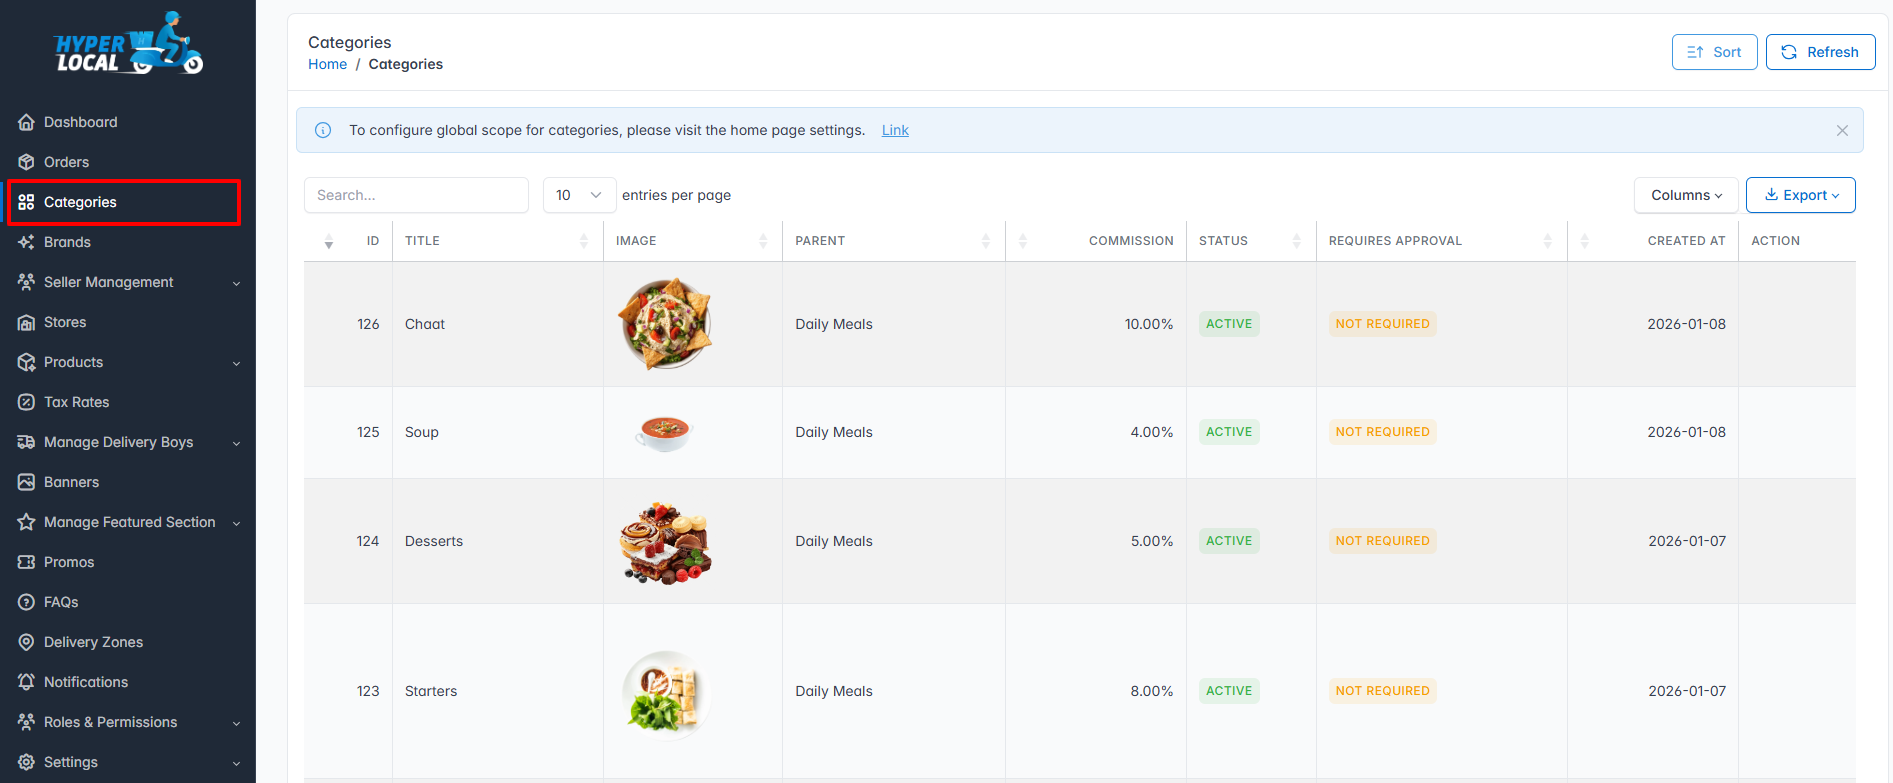 HYPER
LOCAL
Dashboard
Orders
Categories
Brands
Seller Management
Stores
Products
Tax Rates
Manage Delivery Boys
Banners
Manage Featured Section
Promos
FAQs
Delivery Zones
Notifications
Roles & Permissions
Settings
Categories
Home / Categories
Sort Refresh
To configure global scope for categories, please visit the home page settings. Link
Search... 10 entries per page Columns Export
ID TITLE IMAGE PARENT COMMISSION STATUS REQUIRES APPROVAL CREATED AT ACTION
126 Chaat Daily Meals 10.00% ACTIVE NOT REQUIRED 2026-01-08
125 Soup Daily Meals 4.00% ACTIVE NOT REQUIRED 2026-01-08
124 Desserts Daily Meals 5.00% ACTIVE NOT REQUIRED 2026-01-07
123 Starters Daily Meals 8.00% ACTIVE NOT REQUIRED 2026-01-07